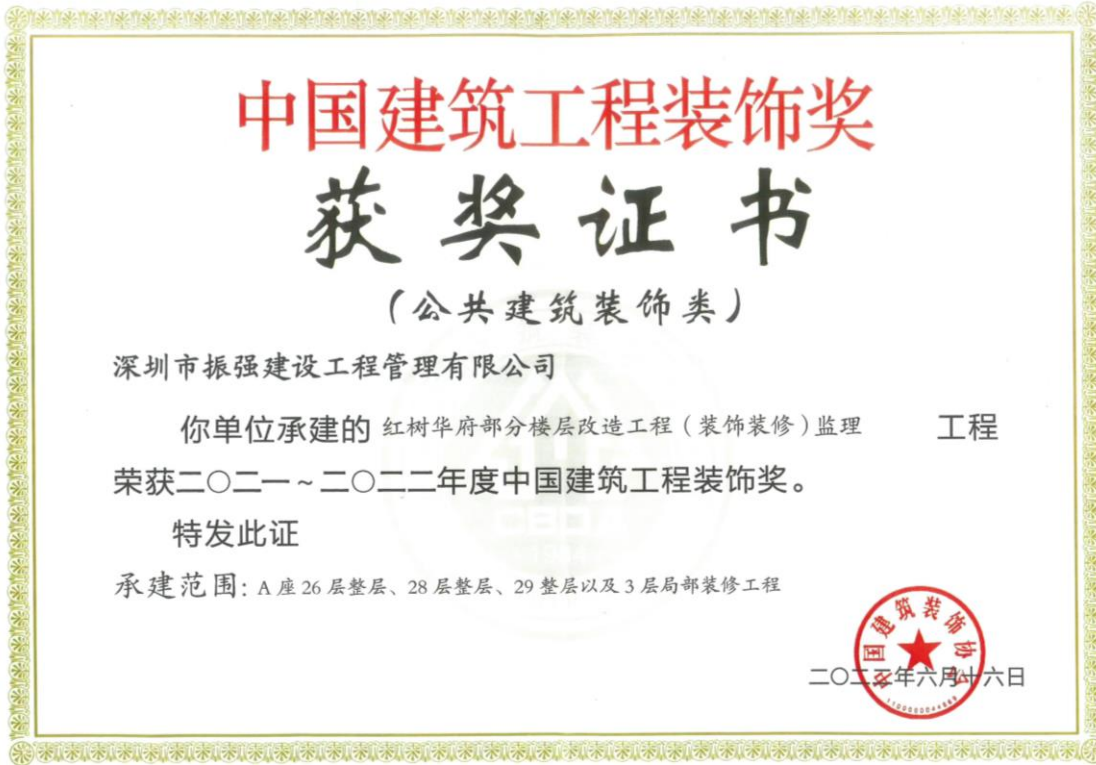 中国建筑工程装饰奖
获奖证书
(公共建筑装饰类)
深圳市振强建设工程管理有限公司
你单位承建的 红树华府部分楼层改造工程(装饰装修)监理 工程
荣获二〇二一~二〇二二年度中国建筑工程装饰奖。
特发此证
承建范围: A座26层整层、28层整层、29整层以及3层局部装修工程
中国建筑装饰协会
年六月十六日